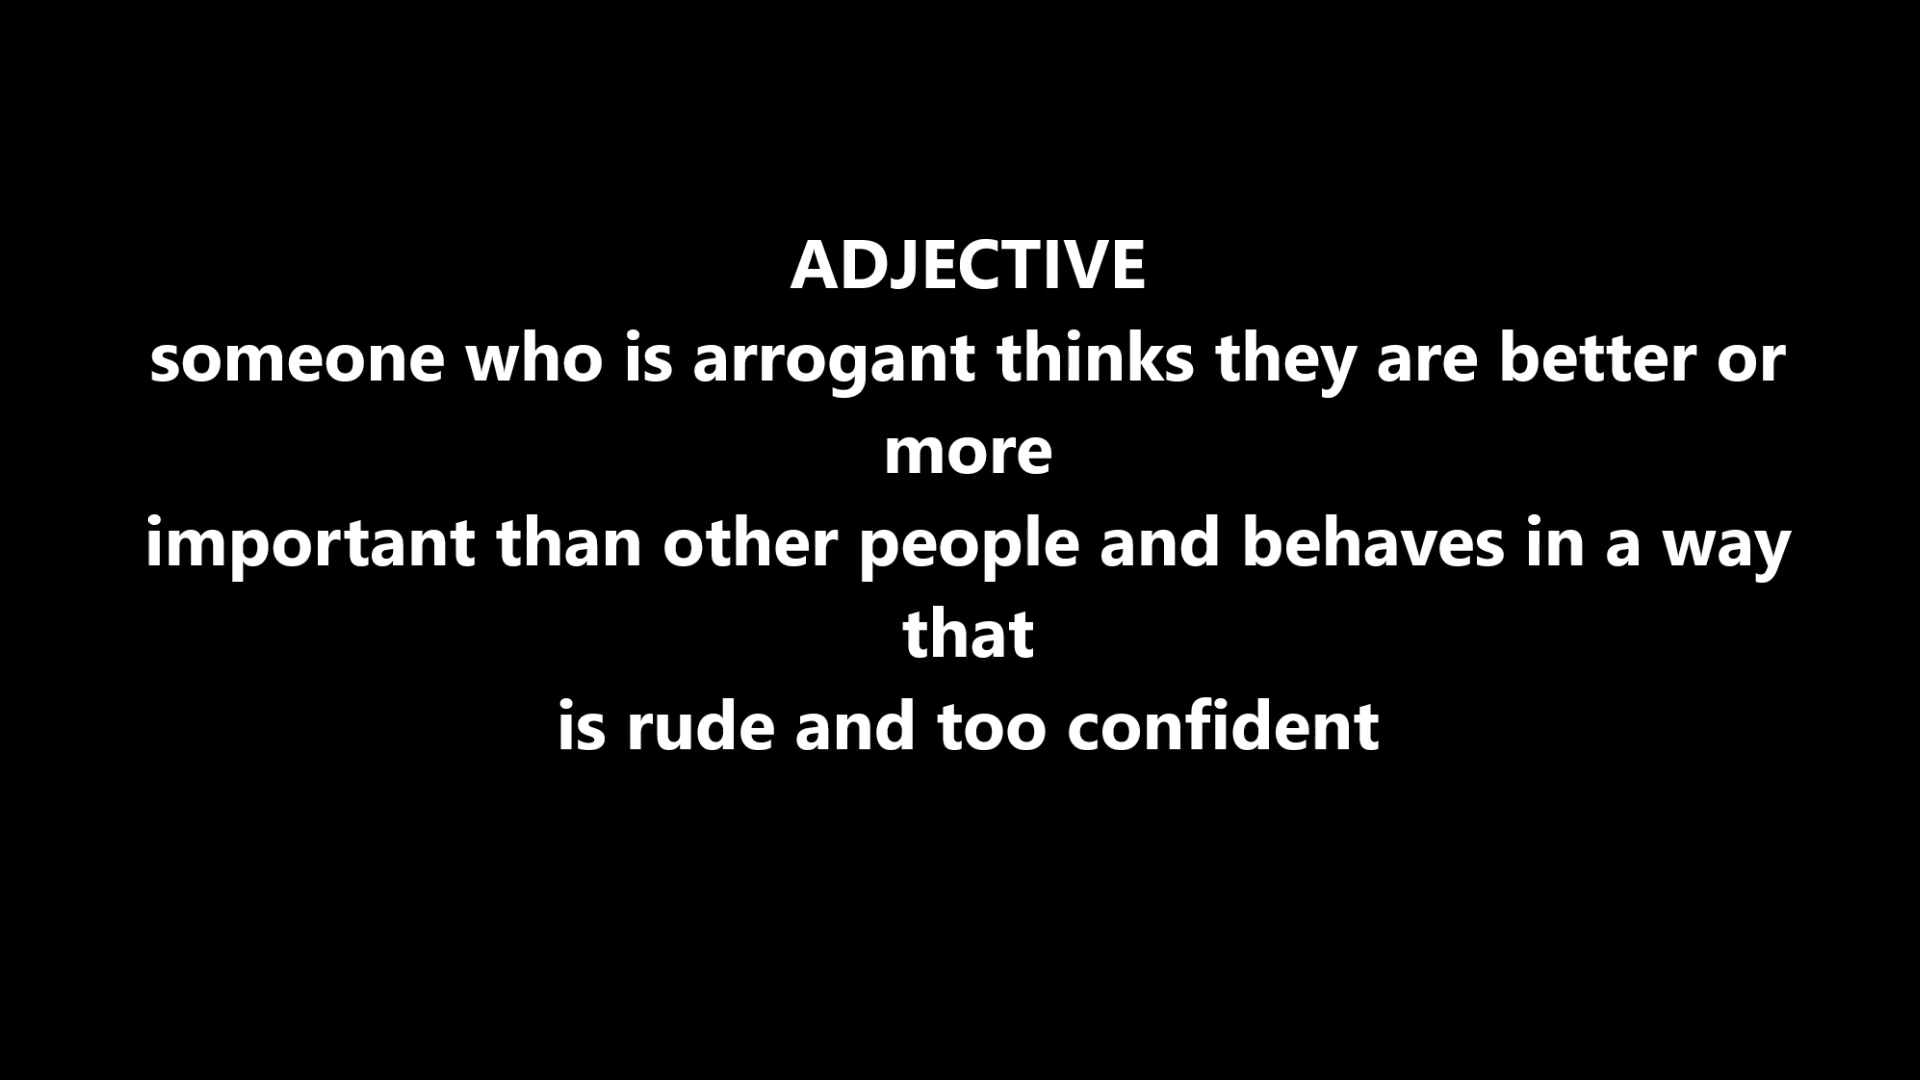 ADJECTIVE
someone who is arrogant thinks they are better or
more
important than other people and behaves in a way
that
is rude and too confident